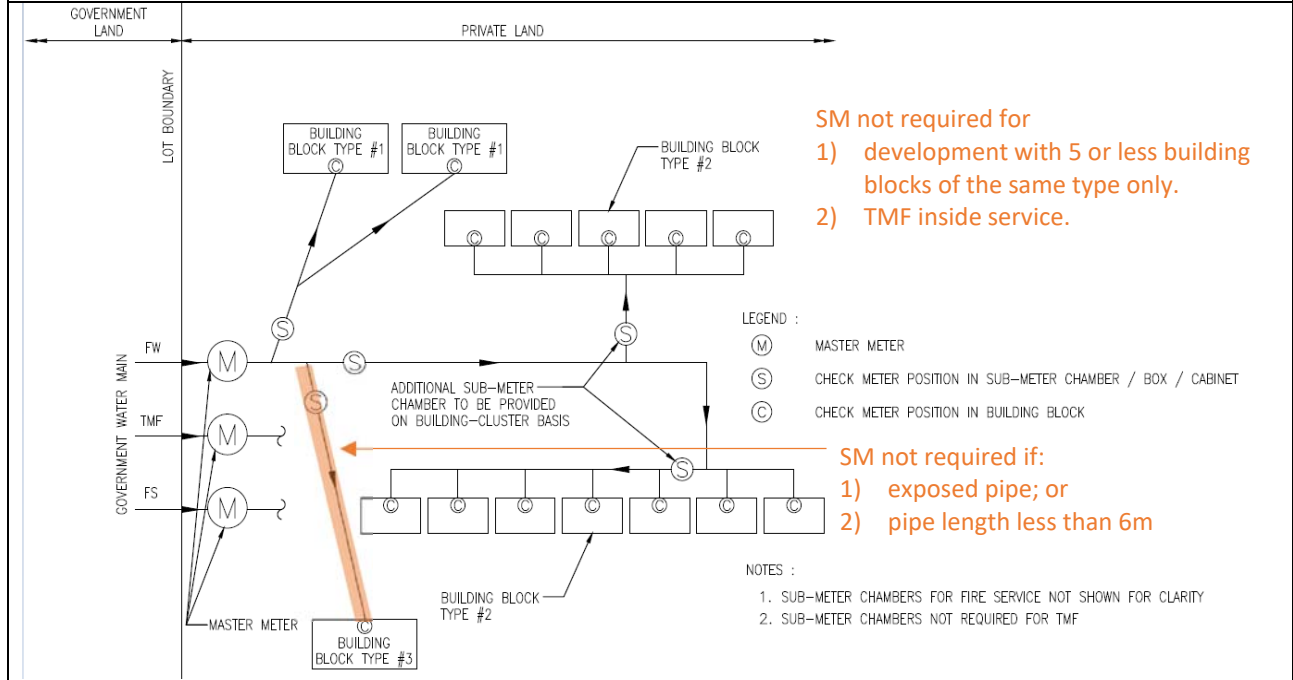 GOVERNMENT
LAND
PRIVATE LAND
LOT BOUNDARY
BUILDING
BLOCK TYPE #1
C
BUILDING
BLOCK TYPE #1
C
BUILDING BLOCK
TYPE #2
SM not required for
1) development with 5 or less building
blocks of the same type only.
2) TMF inside service.
C C C C C
S
S
LEGEND :
M MASTER METER
S CHECK METER POSITION IN SUB-METER CHAMBER / BOX / CABINET
C CHECK METER POSITION IN BUILDING BLOCK
GOVERNMENT WATER MAIN
FW
M
S
S
ADDITIONAL SUB-METER
CHAMBER TO BE PROVIDED
ON BUILDING-CLUSTER BASIS
TMF
M
S
SM not required if:
1) exposed pipe; or
2) pipe length less than 6m
FS
M
C C C C C C C
BUILDING BLOCK
TYPE #2
NOTES :
1. SUB-METER CHAMBERS FOR FIRE SERVICE NOT SHOWN FOR CLARITY
2. SUB-METER CHAMBERS NOT REQUIRED FOR TMF
MASTER METER
C
BUILDING
BLOCK TYPE #3